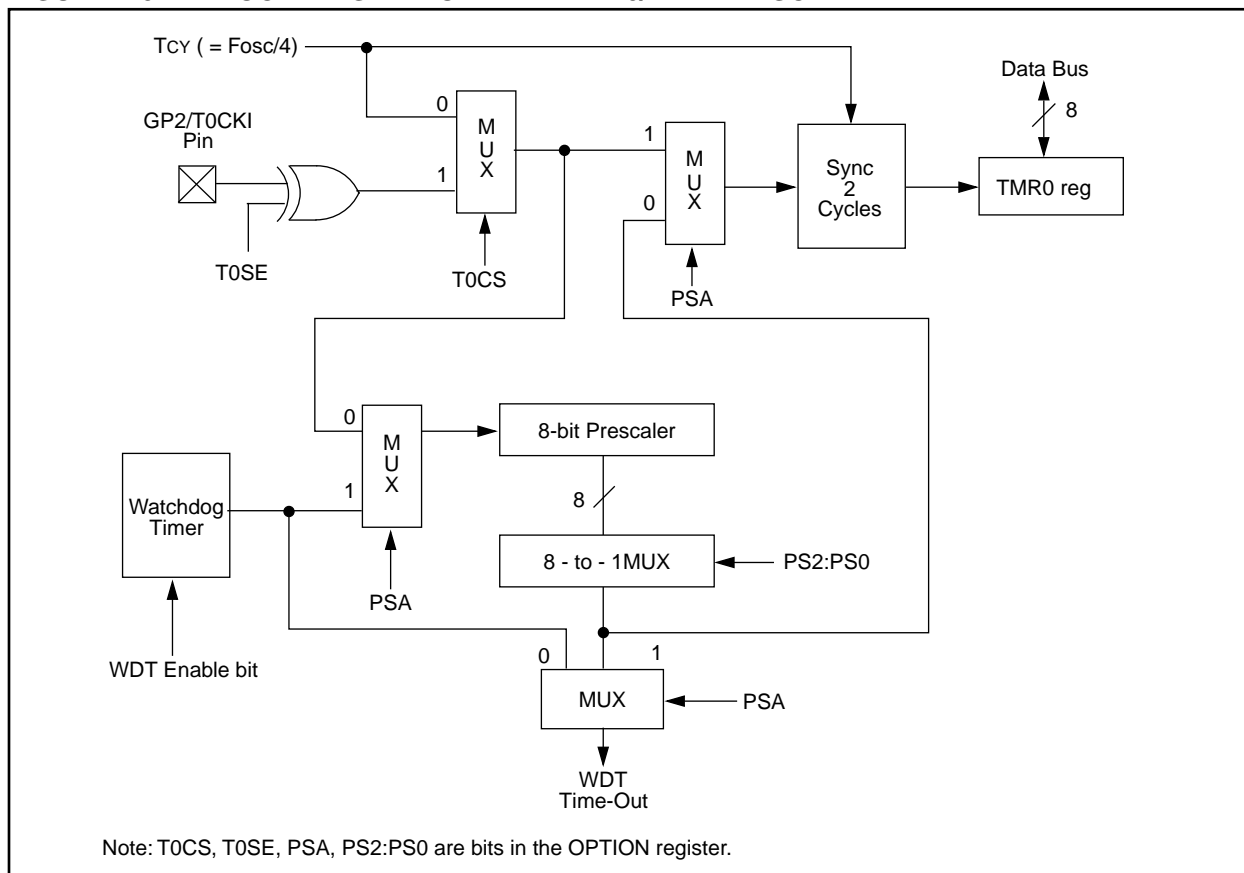 TCY ( = Fosc/4)
Data Bus
8
GP2/T0CKI
Pin
0
1
M
U
X
T0SE
T0CS
1
0
M
U
X
PSA
Sync
2
Cycles
TMR0 reg
0
1
M
U
X
8-bit Prescaler
8
Watchdog
Timer
PSA
8 - to - 1MUX
PS2:PS0
WDT Enable bit
0
1
MUX
PSA
WDT
Time-Out
Note: T0CS, T0SE, PSA, PS2:PS0 are bits in the OPTION register.